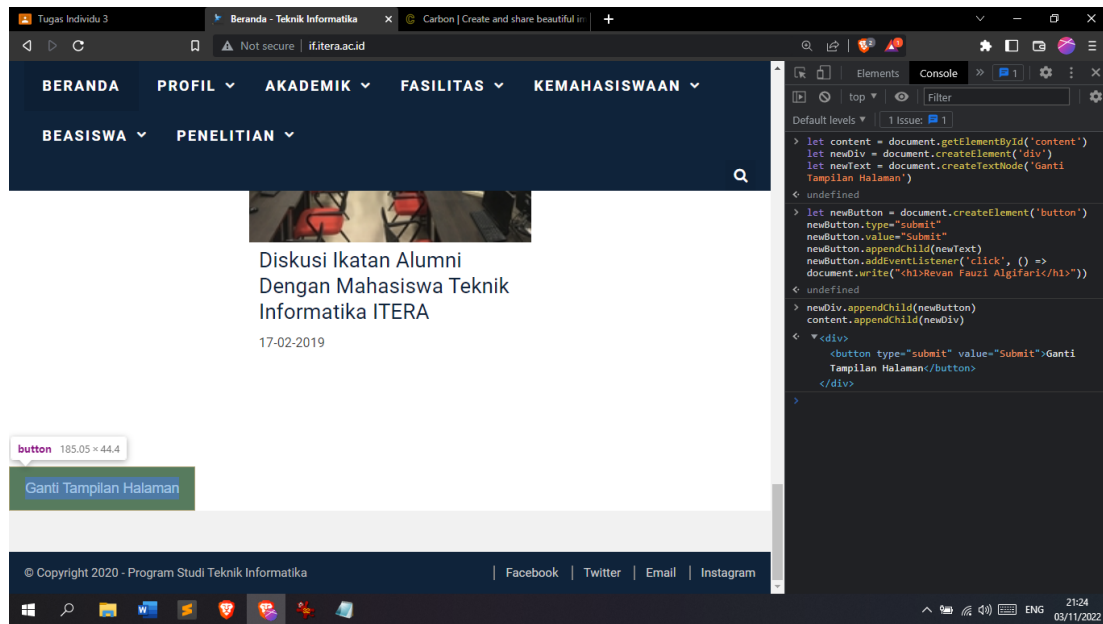 Tugas Individu 3
Beranda - Teknik Informatika
Carbon | Create and share beautiful im
Not secure | if.itera.ac.id
2
BERANDA PROFIL AKADEMIK FASILITAS KEMAHASISWAAN
BEASISWA PENELITIAN
Diskusi Ikatan Alumni
Dengan Mahasiswa Teknik
Informatika ITERA
17-02-2019
button 185.05 × 44.4
Ganti Tampilan Halaman
© Copyright 2020 - Program Studi Teknik Informatika | Facebook | Twitter | Email | Instagram
Elements Console » 1
top ▼ Filter
Default levels ▼ 1 Issue: 1
> let content = document.getElementById('content')
let newDiv = document.createElement('div')
let newText = document.createTextNode('Ganti
Tampilan Halaman')
undefined
> let newButton = document.createElement('button')
newButton.type="submit"
newButton.value="Submit"
newButton.appendChild(newText)
newButton.addEventListener('click', () =>
document.write("<h1>Revan Fauzi Algifari</h1>"))
undefined
> newDiv.appendChild(newButton)
content.appendChild(newDiv)
▼<div>
<button type="submit" value="Submit">Ganti
Tampilan Halaman</button>
</div>
>
ENG
21:24
03/11/2022